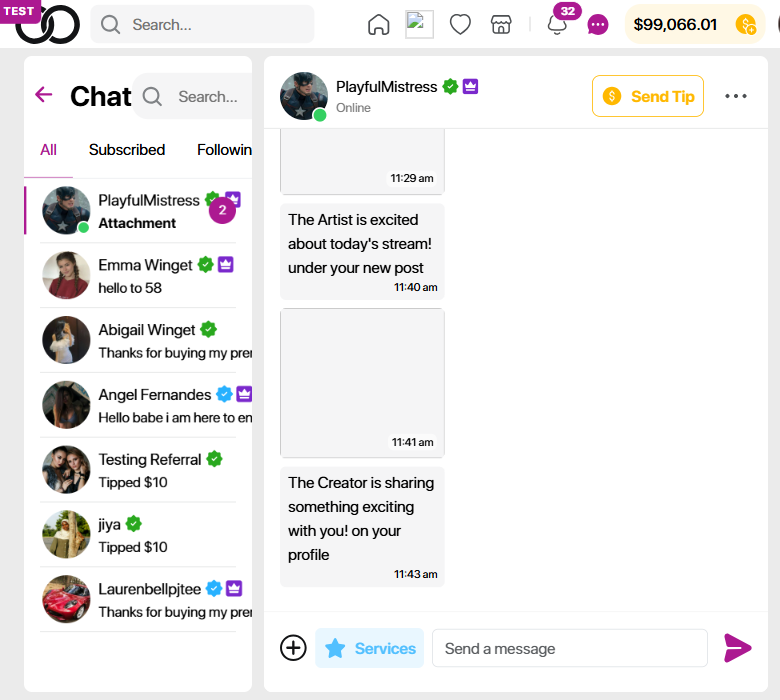 TEST
Search...
32
$99,066.01
Chat
Search...
All
Subscribed
Followin
PlayfulMistress
Attachment
2
Emma Winget
hello to 58
Abigail Winget
Thanks for buying my prer
Angel Fernandes
Hello babe i am here to en
Testing Referral
Tipped $10
jiya
Tipped $10
Laurenbellpjtee
Thanks for buying my prer
PlayfulMistress
Online
$ Send Tip
11:29 am
The Artist is excited
about today's stream!
under your new post
11:40 am
11:41 am
The Creator is sharing
something exciting
with you! on your
profile
11:43 am
Services
Send a message